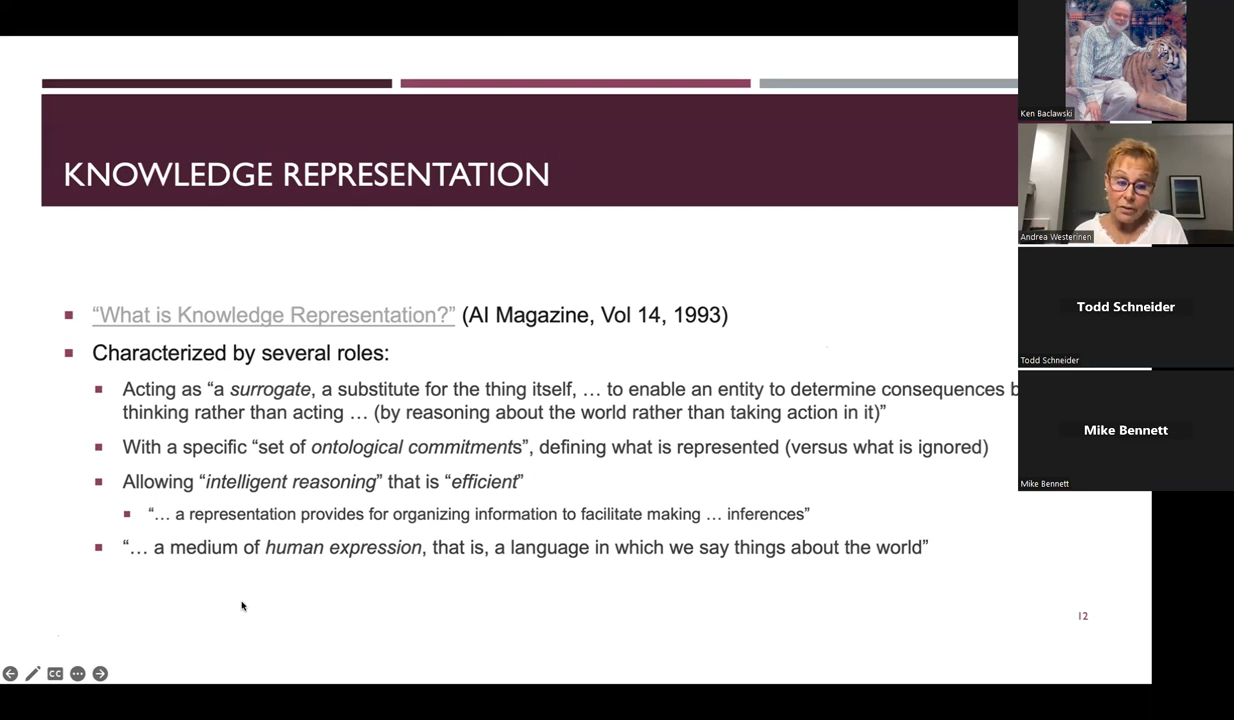 KNOWLEDGE REPRESENTATION
▪ “What is Knowledge Representation?” (AI Magazine, Vol 14, 1993)
▪ Characterized by several roles:
▪ Acting as “a surrogate, a substitute for the thing itself, … to enable an entity to determine consequences b
thinking rather than acting … (by reasoning about the world rather than taking action in it)”
▪ With a specific “set of ontological commitments”, defining what is represented (versus what is ignored)
▪ Allowing “intelligent reasoning” that is “efficient”
▪ “… a representation provides for organizing information to facilitate making … inferences”
▪ “… a medium of human expression, that is, a language in which we say things about the world”
12
CC
Ken Baclawski
Andrea Westerinen
Todd Schneider
Todd Schneider
Mike Bennett
Mike Bennett